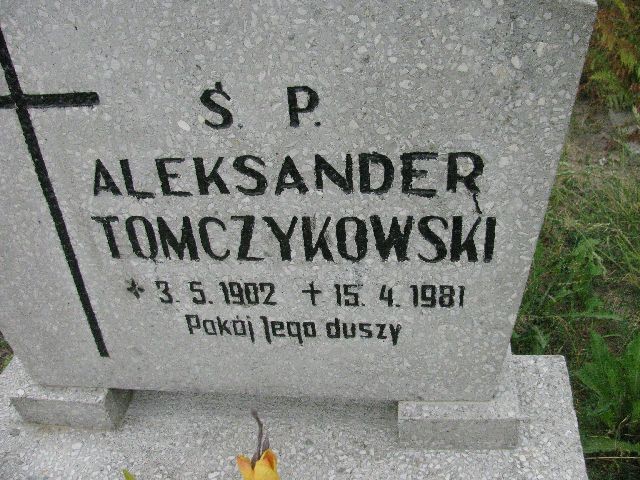 Ś. P.
ALEKSANDER
TOMCZYKOWSKI
* 3. 5. 1902 † 15. 4. 1981
Pokój Jego duszy